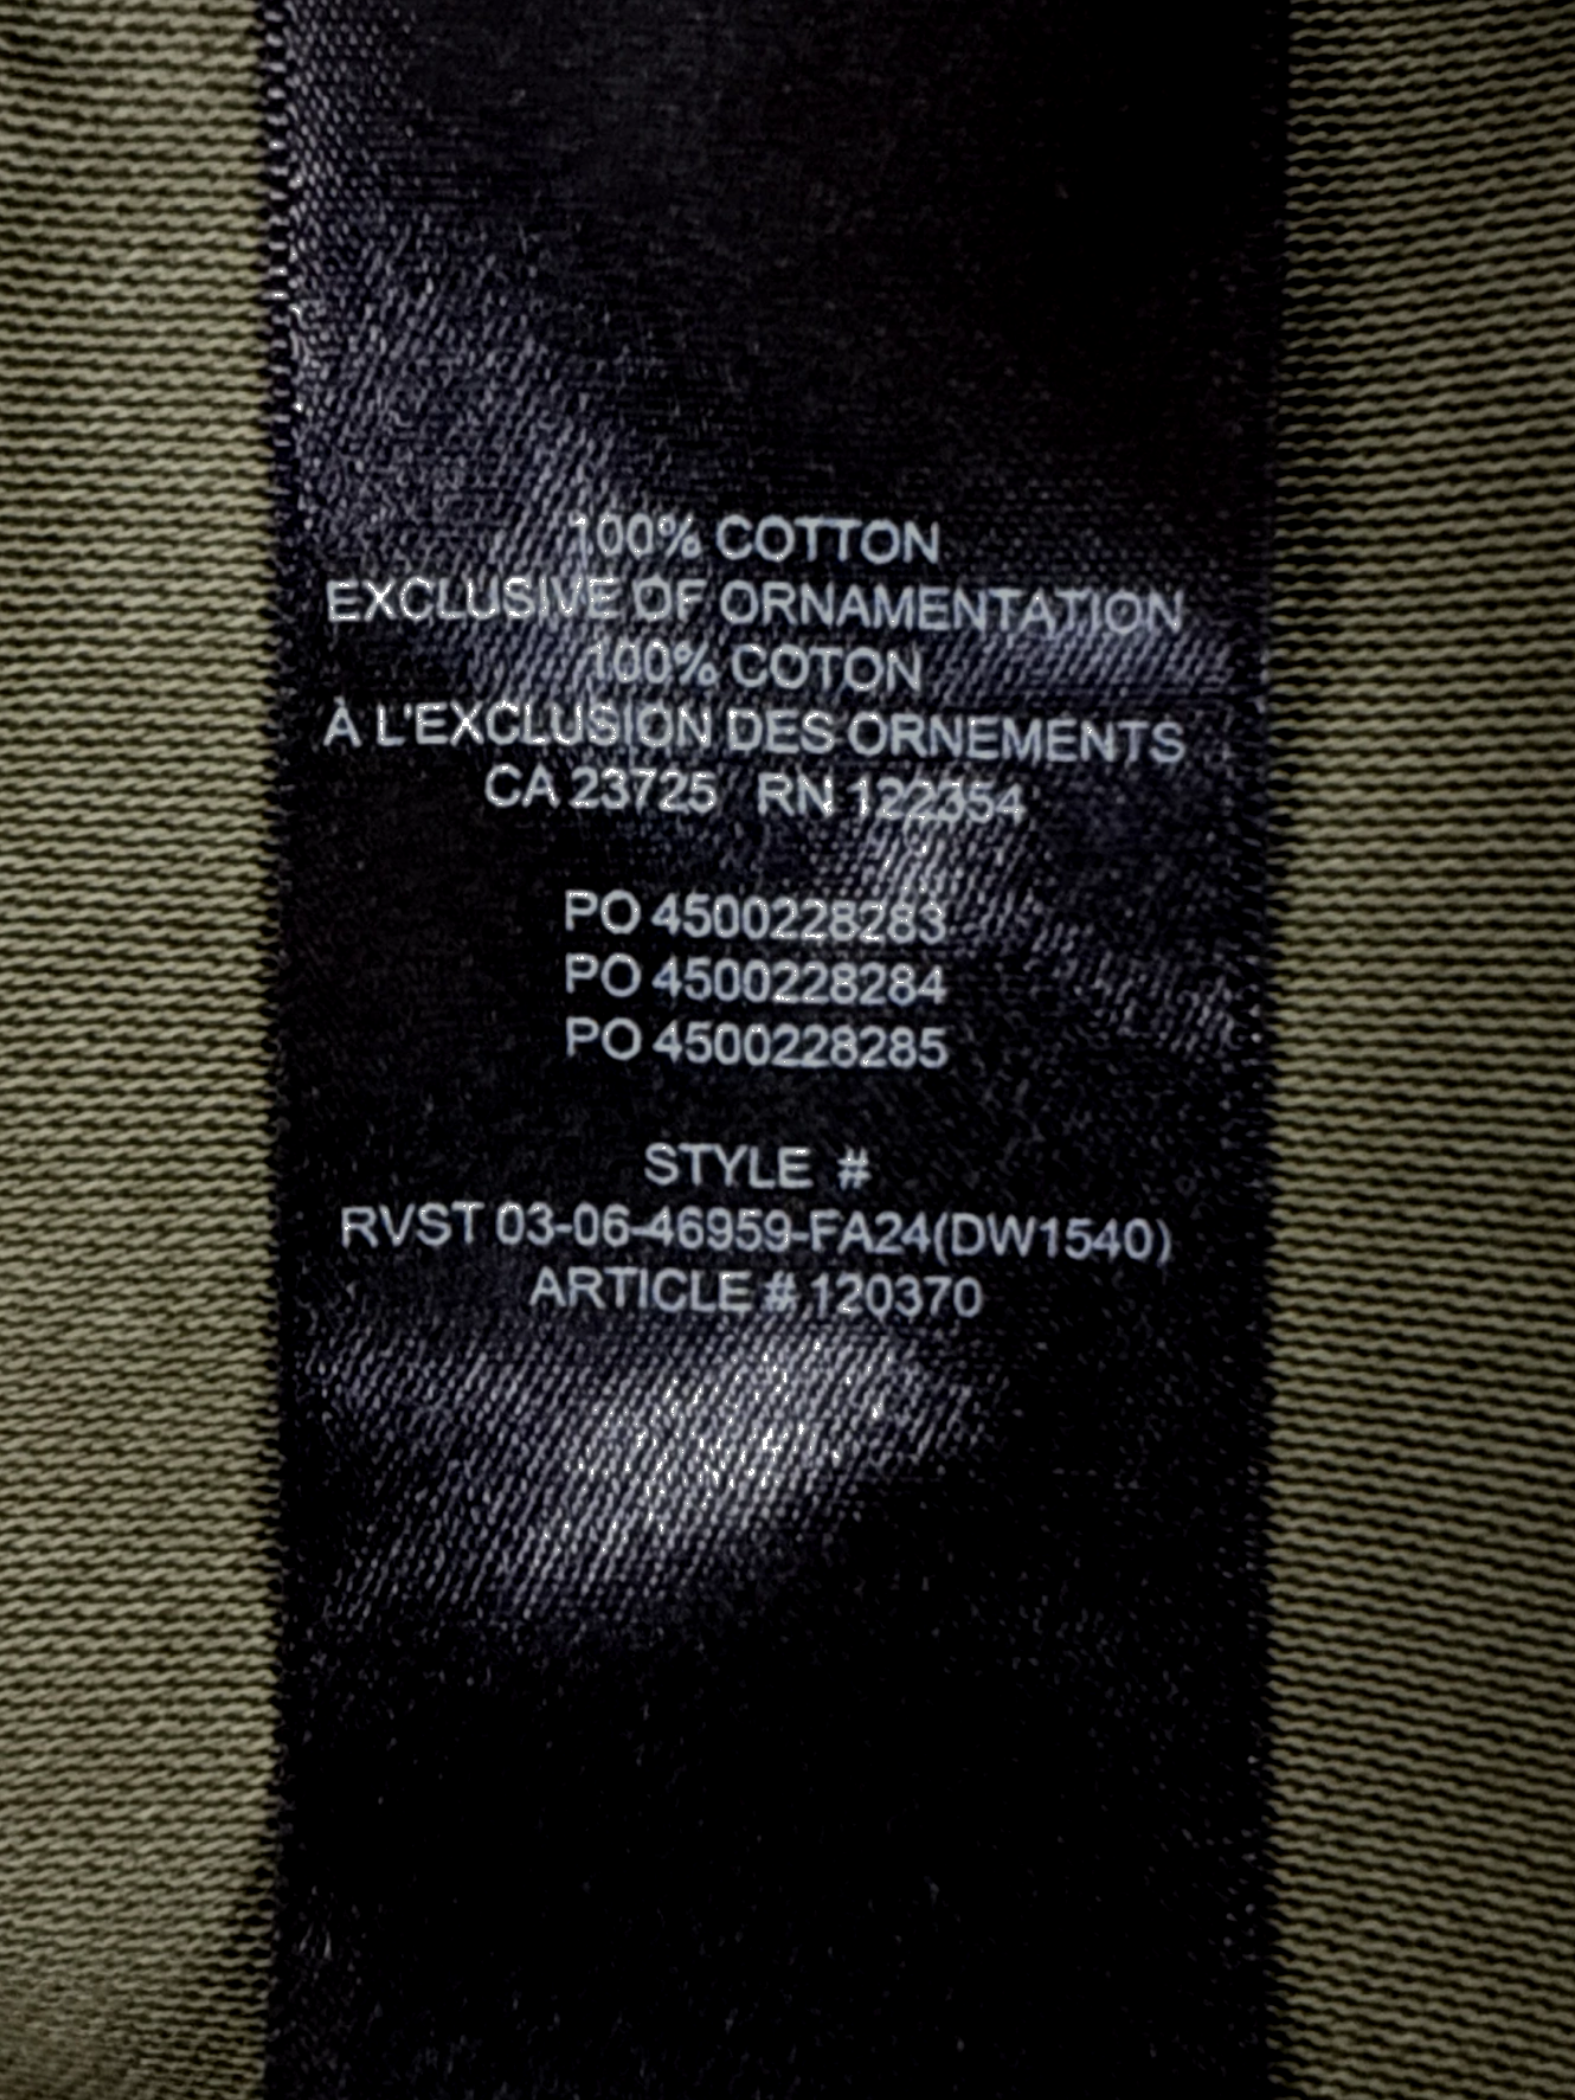 100% COTTON
EXCLUSIVE OF ORNAMENTATION
100% COTON
À L'EXCLUSION DES ORNEMENTS
CA 23725 RN 122354
PO 4500228283
PO 4500228284
PO 4500228285
STYLE #
RVST 03-06-46959-FA24(DW1540)
ARTICLE # 120370